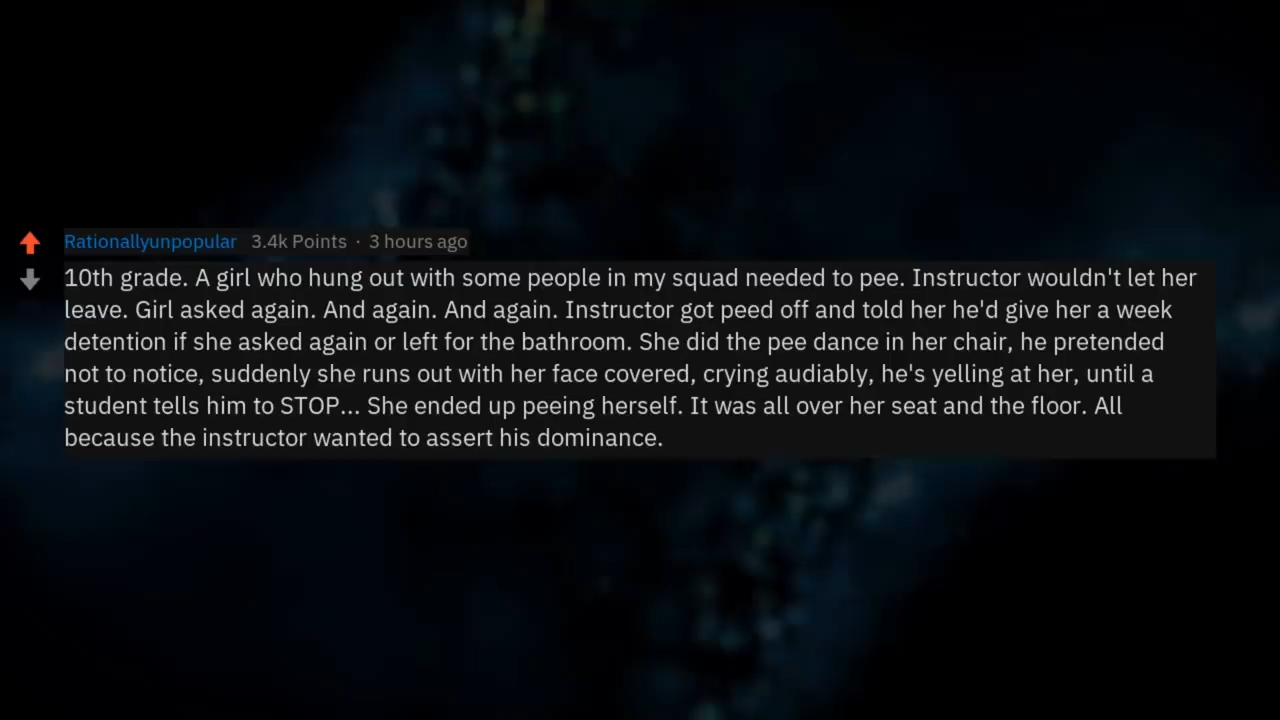 Rationallyunpopular 3.4k Points · 3 hours ago
10th grade. A girl who hung out with some people in my squad needed to pee. Instructor wouldn't let her
leave. Girl asked again. And again. And again. Instructor got peed off and told her he'd give her a week
detention if she asked again or left for the bathroom. She did the pee dance in her chair, he pretended
not to notice, suddenly she runs out with her face covered, crying audiably, he's yelling at her, until a
student tells him to STOP... She ended up peeing herself. It was all over her seat and the floor. All
because the instructor wanted to assert his dominance.